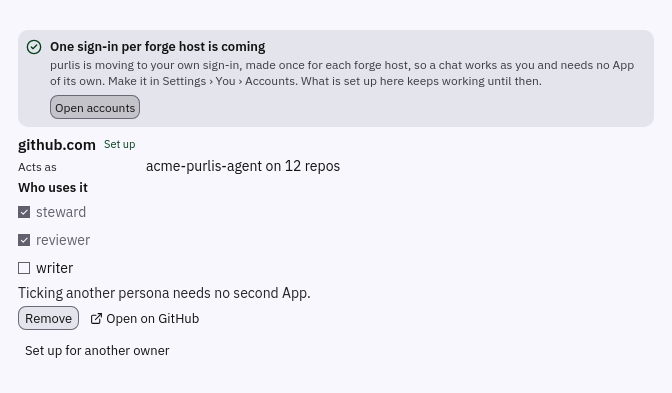 One sign-in per forge host is coming
purlis is moving to your own sign-in, made once for each forge host, so a chat works as you and needs no App
of its own. Make it in Settings › You › Accounts. What is set up here keeps working until then.
Open accounts
github.com Set up
Acts as acme-purlis-agent on 12 repos
Who uses it
steward
reviewer
writer
Ticking another persona needs no second App.
Remove Open on GitHub
Set up for another owner